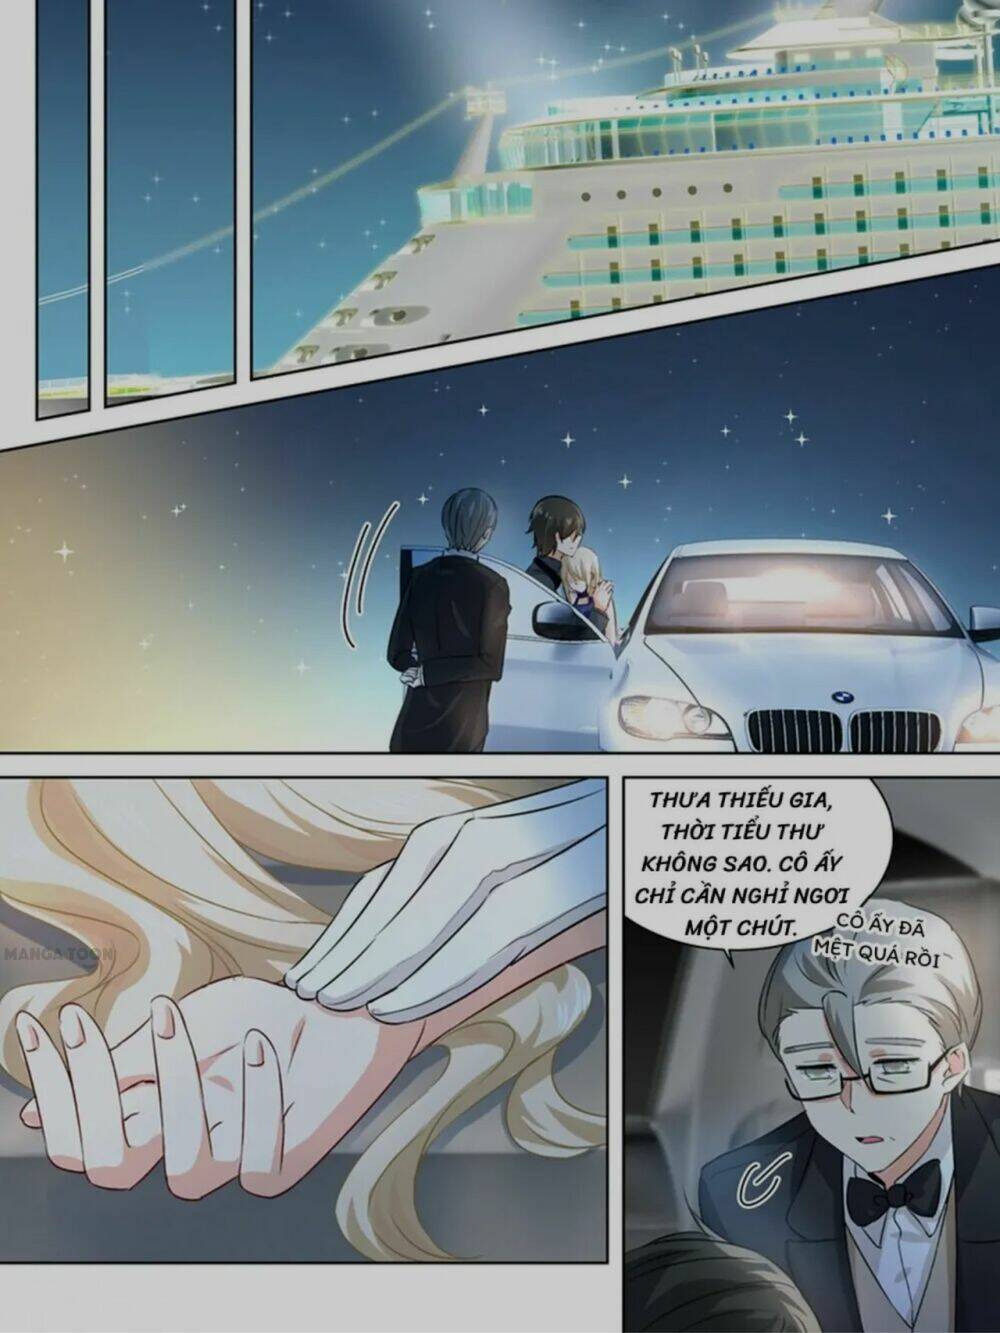 THƯA THIẾU GIA,
THỜI TIỂU THƯ
KHÔNG SAO. CÔ ẤY
CHỈ CẦN NGHỈ NGƠI
MỘT CHÚT.
CÔ ẤY ĐÃ
MỆT QUÁ RỒI
MANGA TOON